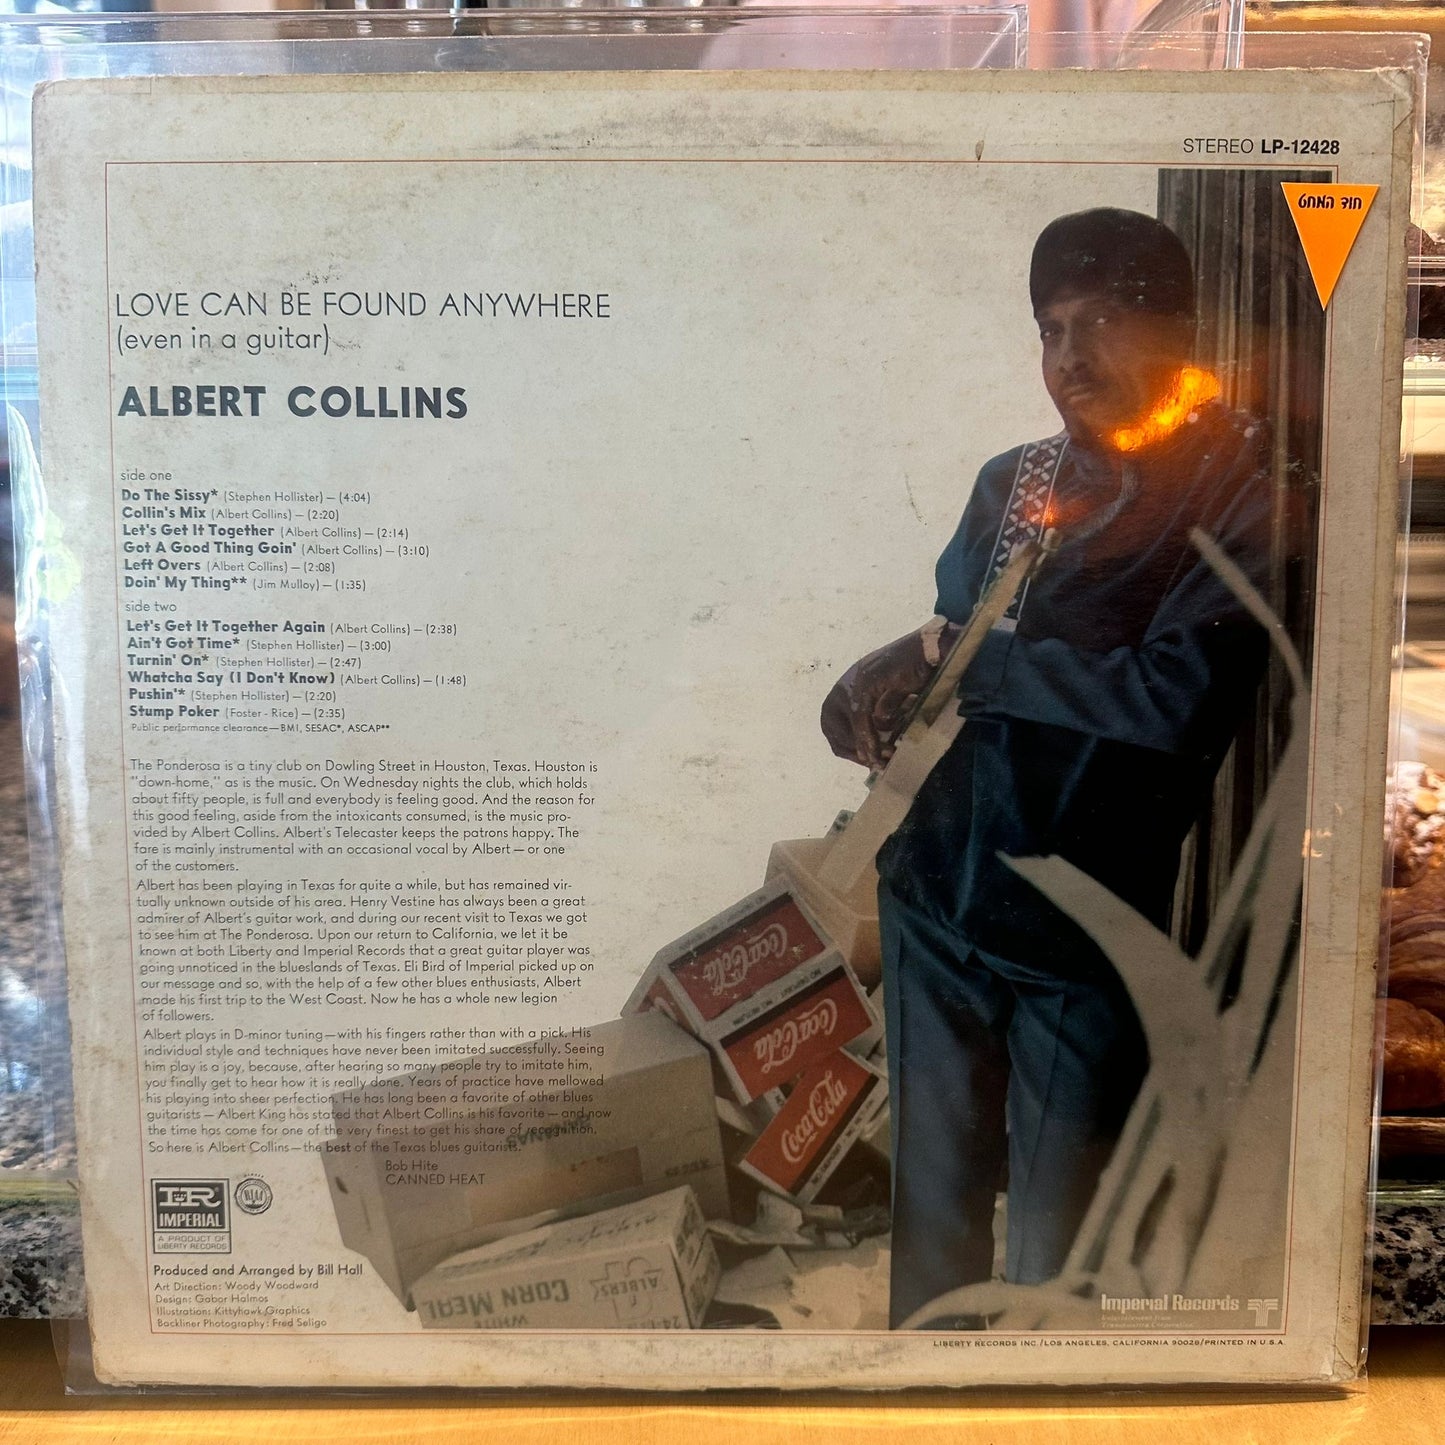 STEREO LP-12428
חוד המחט
LOVE CAN BE FOUND ANYWHERE
(even in a guitar)
ALBERT COLLINS
side one
Do The Sissy* (Stephen Hollister) — (4:04)
Collin's Mix (Albert Collins) — (2:20)
Let's Get It Together (Albert Collins) — (2:14)
Got A Good Thing Goin' (Albert Collins) — (3:10)
Left Overs (Albert Collins) — (2:08)
Doin' My Thing** (Jim Mulloy) — (1:35)
side two
Let's Get It Together Again (Albert Collins) — (2:38)
Ain't Got Time* (Stephen Hollister) — (3:00)
Turnin' On* (Stephen Hollister) — (2:47)
Whatcha Say (I Don't Know) (Albert Collins) — (1:48)
Pushin'* (Stephen Hollister) — (2:20)
Stump Poker (Foster - Rice) — (2:35)
Public performance clearance—BMI, SESAC*, ASCAP**
The Ponderosa is a tiny club on Dowling Street in Houston, Texas. Houston is
"down-home," as is the music. On Wednesday nights the club, which holds
about fifty people, is full and everybody is feeling good. And the reason for
this good feeling, aside from the intoxicants consumed, is the music pro-
vided by Albert Collins. Albert's Telecaster keeps the patrons happy. The
fare is mainly instrumental with an occasional vocal by Albert — or one
of the customers.
Albert has been playing in Texas for quite a while, but has remained vir-
tually unknown outside of his area. Henry Vestine has always been a great
admirer of Albert's guitar work, and during our recent visit to Texas we got
to see him at The Ponderosa. Upon our return to California, we let it be
known at both Liberty and Imperial Records that a great guitar player was
going unnoticed in the blueslands of Texas. Eli Bird of Imperial picked up on
our message and so, with the help of a few other blues enthusiasts, Albert
made his first trip to the West Coast. Now he has a whole new legion
of followers.
Albert plays in D-minor tuning—with his fingers rather than with a pick. His
individual style and techniques have never been imitated successfully. Seeing
him play is a joy, because, after hearing so many people try to imitate him,
you finally get to hear how it is really done. Years of practice have mellowed
his playing into sheer perfection. He has long been a favorite of other blues
guitarists — Albert King has stated that Albert Collins is his favorite — and now
the time has come for one of the very finest to get his share of recognition.
So here is Albert Collins—the best of the Texas blues guitarists.
Bob Hite
CANNED HEAT
Coca-Cola
NO DEPOSIT NO RETURN
Coca-Cola
Coca-Cola
IR
IMPERIAL
A PRODUCT OF
LIBERTY RECORDS
RIAA
Produced and Arranged by Bill Hall
Art Direction: Woody Woodward
Design: Gabor Halmos
Illustration: Kittyhawk Graphics
Backliner Photography: Fred Seligo
ALBERS
CORN MEAL
WHITE
Imperial Records
Entertainment from
Transamerica Corporation
LIBERTY RECORDS INC./LOS ANGELES, CALIFORNIA 90028/PRINTED IN U.S.A.